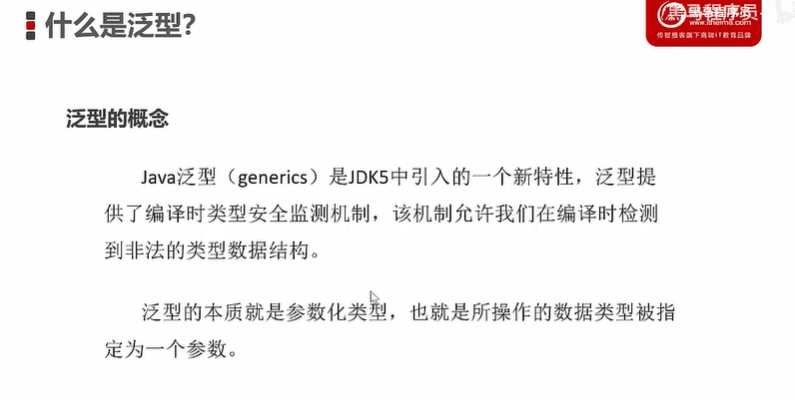 什么是泛型?
黑马程序员
www.itheima.com
传智播客旗下高端IT教育品牌
泛型的概念
Java泛型（generics）是JDK5中引入的一个新特性，泛型提
供了编译时类型安全监测机制，该机制允许我们在编译时检测
到非法的类型数据结构。
泛型的本质就是参数化类型，也就是所操作的数据类型被指
定为一个参数。